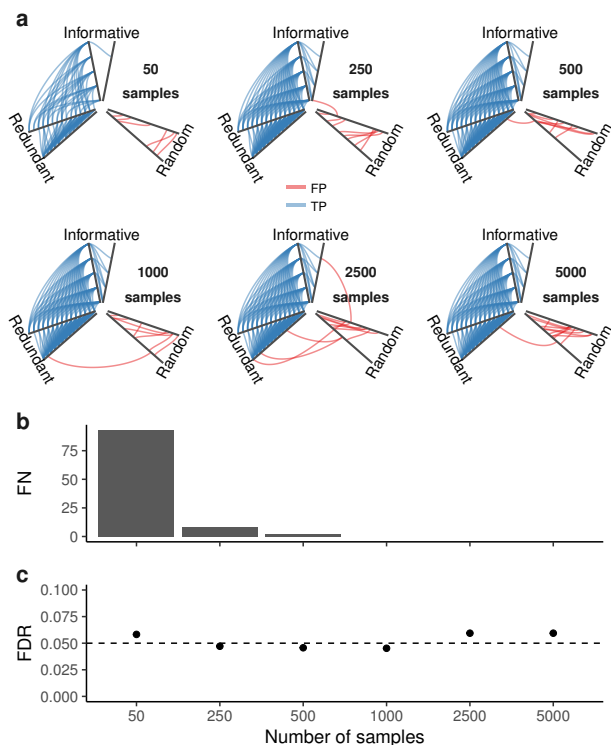 a
Informative
50
samples
Redundant
Random
Informative
250
samples
Redundant
Random
Informative
500
samples
Redundant
Random
FP
TP
Informative
1000
samples
Redundant
Random
Informative
2500
samples
Redundant
Random
Informative
5000
samples
Redundant
Random
b
FN
75
50
25
0
c
FDR
0.100
0.075
0.050
0.025
0.000
50 250 500 1000 2500 5000
Number of samples